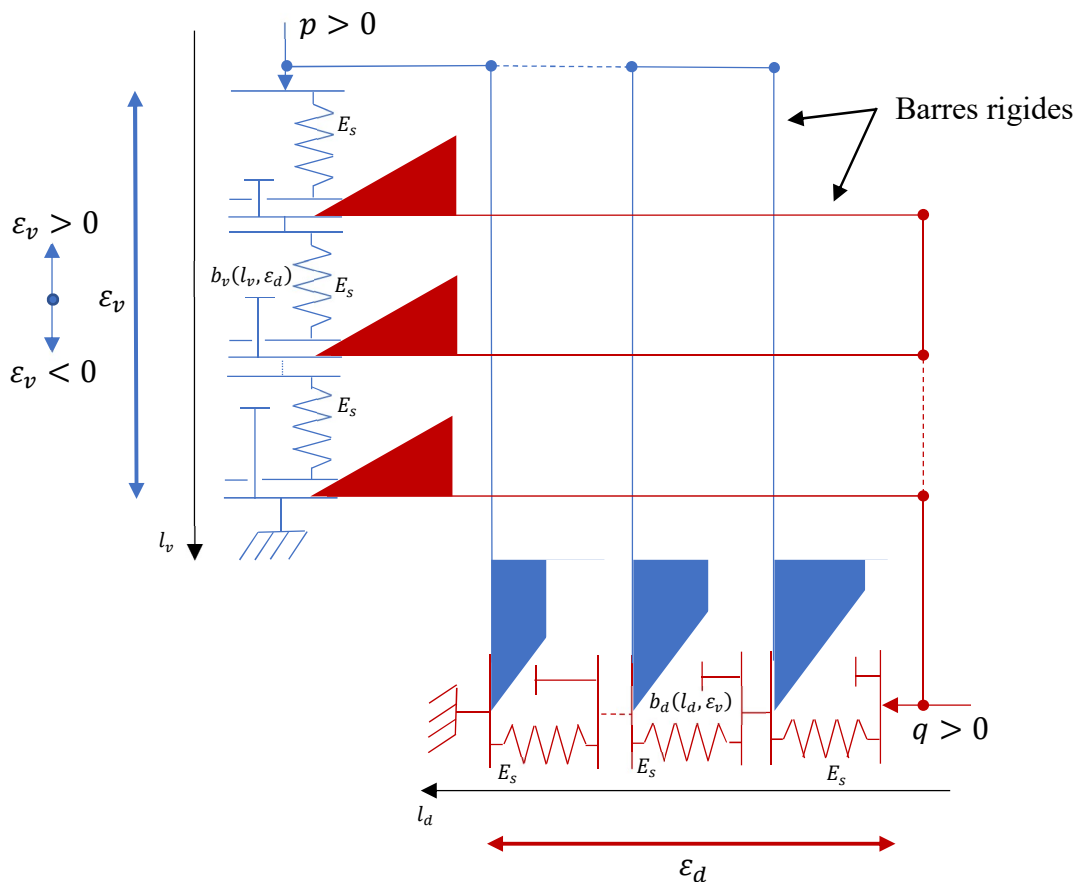 p > 0
Barres rigides
E_s
ε_v > 0
b_v(l_v, ε_d)
E_s
ε_v
ε_v < 0
E_s
l_v
b_d(l_d, ε_v)
q > 0
E_s
E_s
E_s
l_d
ε_d